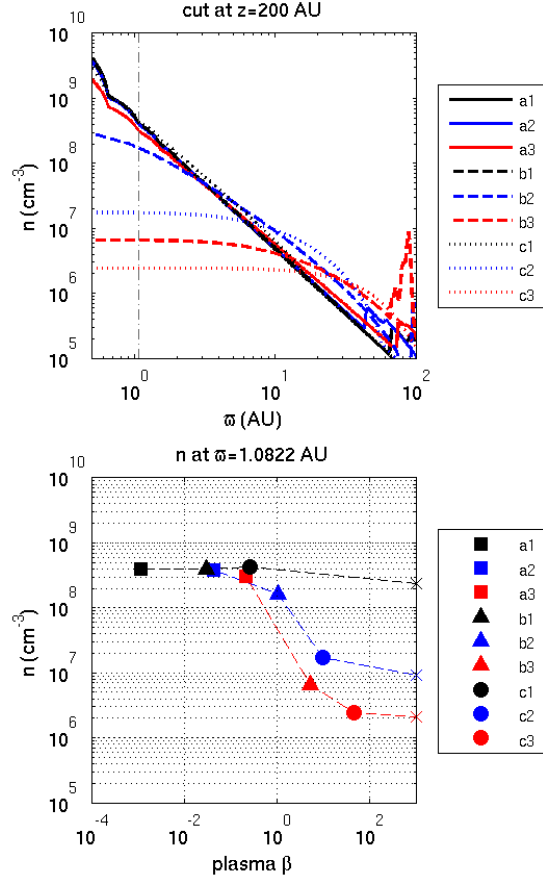 cut at z=200 AU
10^10
10^9
10^8
10^7
10^6
10^5
n (cm^-3)
10^0
10^1
10^2
ϖ (AU)
a1
a2
a3
b1
b2
b3
c1
c2
c3
n at ϖ=1.0822 AU
10^10
10^9
10^8
10^7
10^6
10^5
n (cm^-3)
10^-4
10^-2
10^0
10^2
plasma β
a1
a2
a3
b1
b2
b3
c1
c2
c3